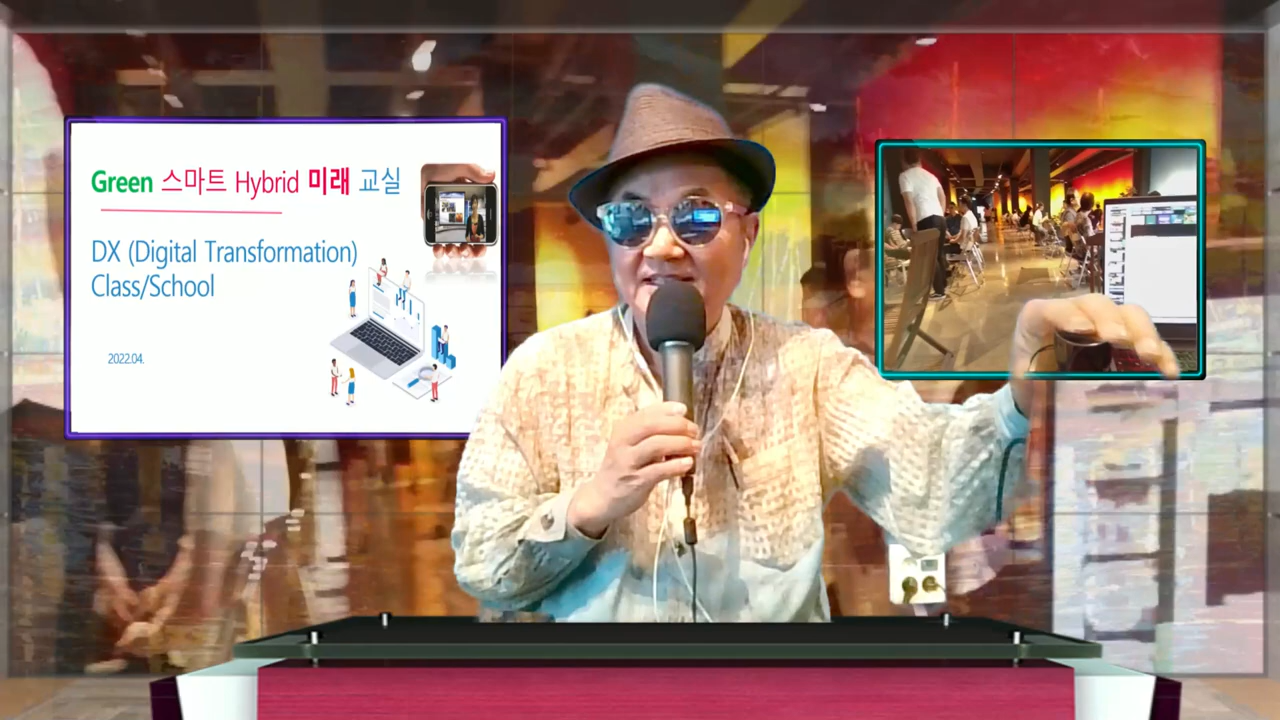 Green 스마트 Hybrid 미래 교실
DX (Digital Transformation)
Class/School
2022.04.